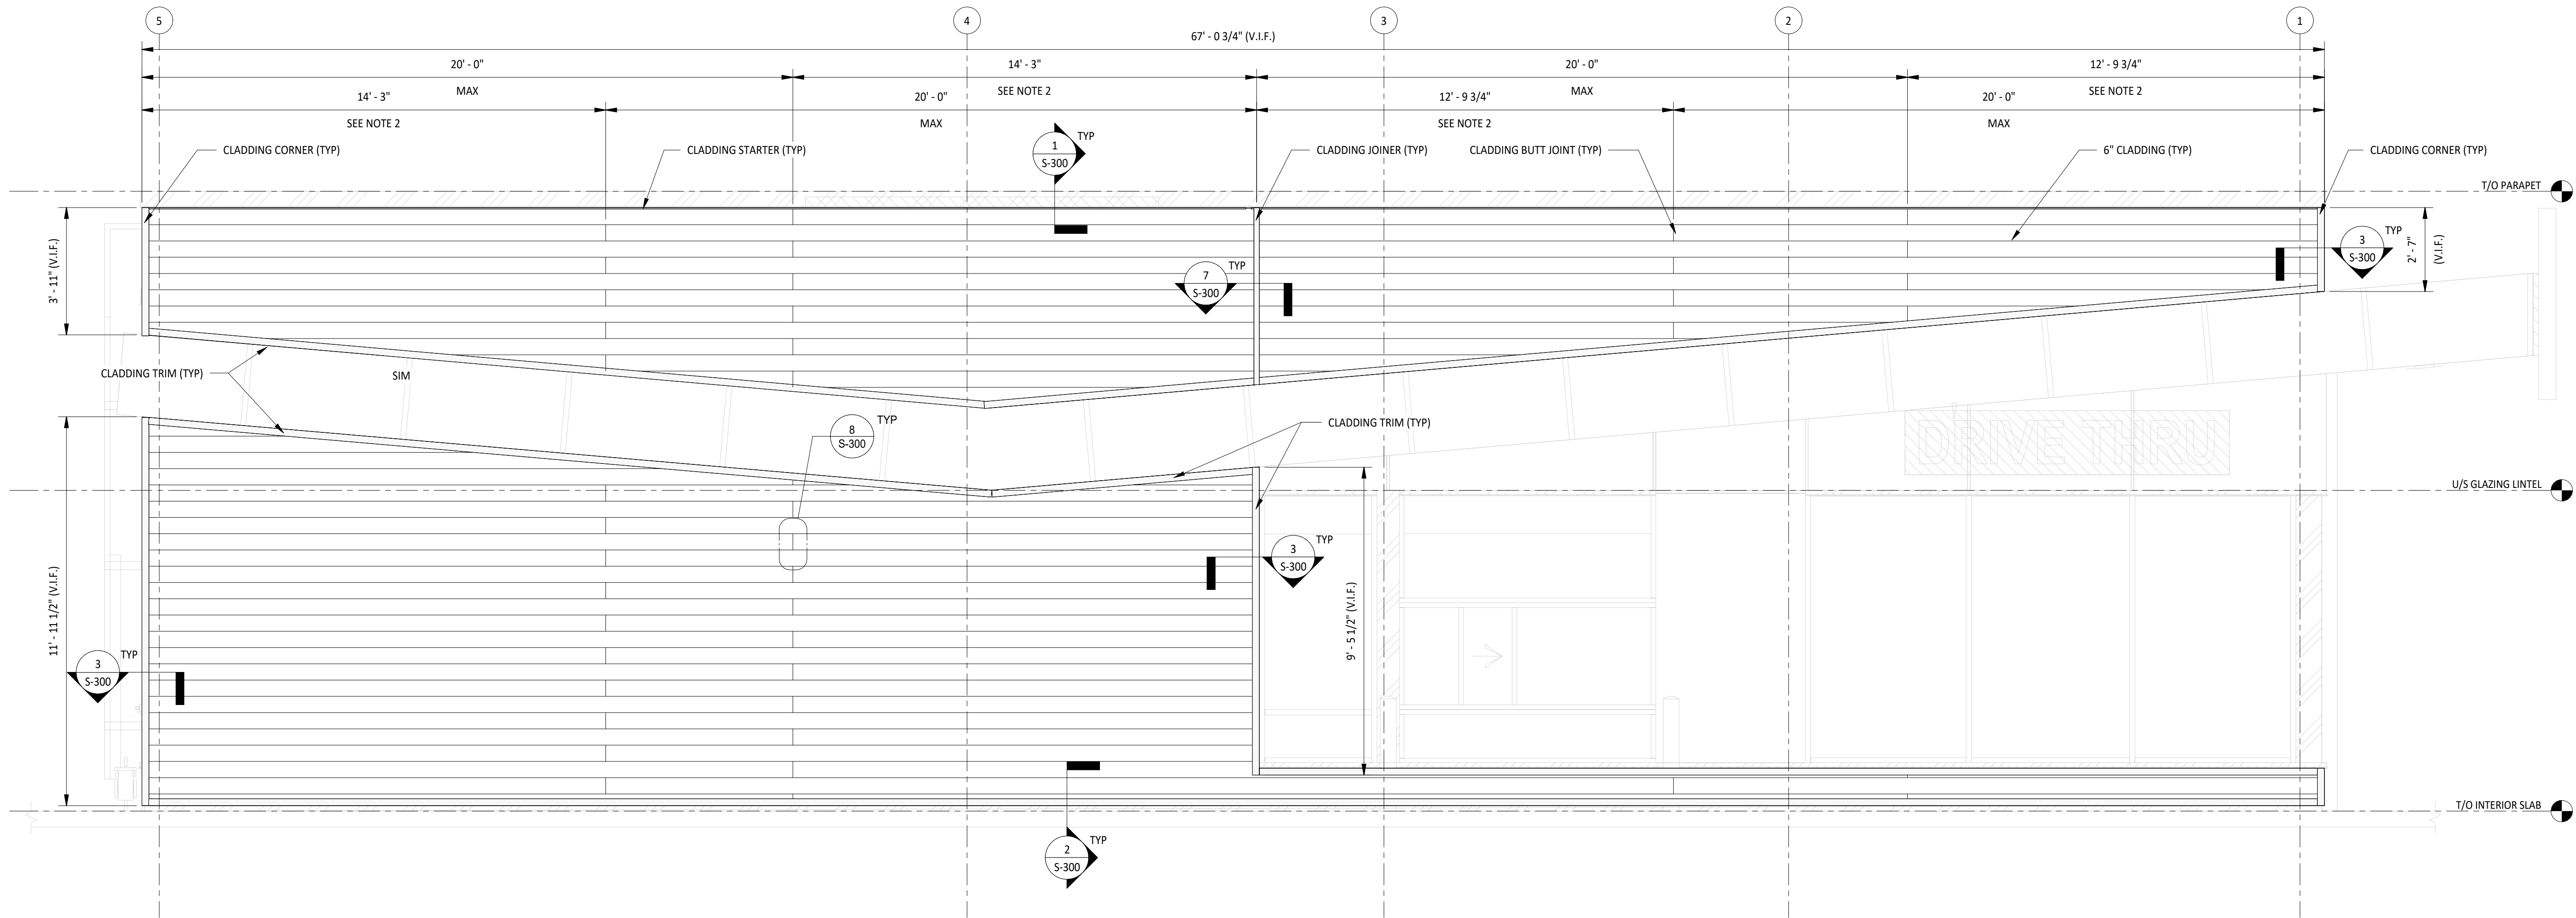 5
4
3
2
1
67' - 0 3/4" (V.I.F.)
20' - 0"
MAX
14' - 3"
SEE NOTE 2
20' - 0"
MAX
12' - 9 3/4"
SEE NOTE 2
14' - 3"
SEE NOTE 2
20' - 0"
MAX
12' - 9 3/4"
SEE NOTE 2
20' - 0"
MAX
CLADDING CORNER (TYP)
CLADDING STARTER (TYP)
1
S-300
TYP
CLADDING JOINER (TYP)
CLADDING BUTT JOINT (TYP)
6" CLADDING (TYP)
CLADDING CORNER (TYP)
T/O PARAPET
3' - 11" (V.I.F.)
7
S-300
TYP
3
S-300
TYP
2' - 7"
(V.I.F.)
CLADDING TRIM (TYP)
SIM
8
S-300
TYP
CLADDING TRIM (TYP)
DRIVE THRU
U/S GLAZING LINTEL
11' - 11 1/2" (V.I.F.)
3
S-300
TYP
9' - 5 1/2" (V.I.F.)
3
S-300
TYP
T/O INTERIOR SLAB
2
S-300
TYP